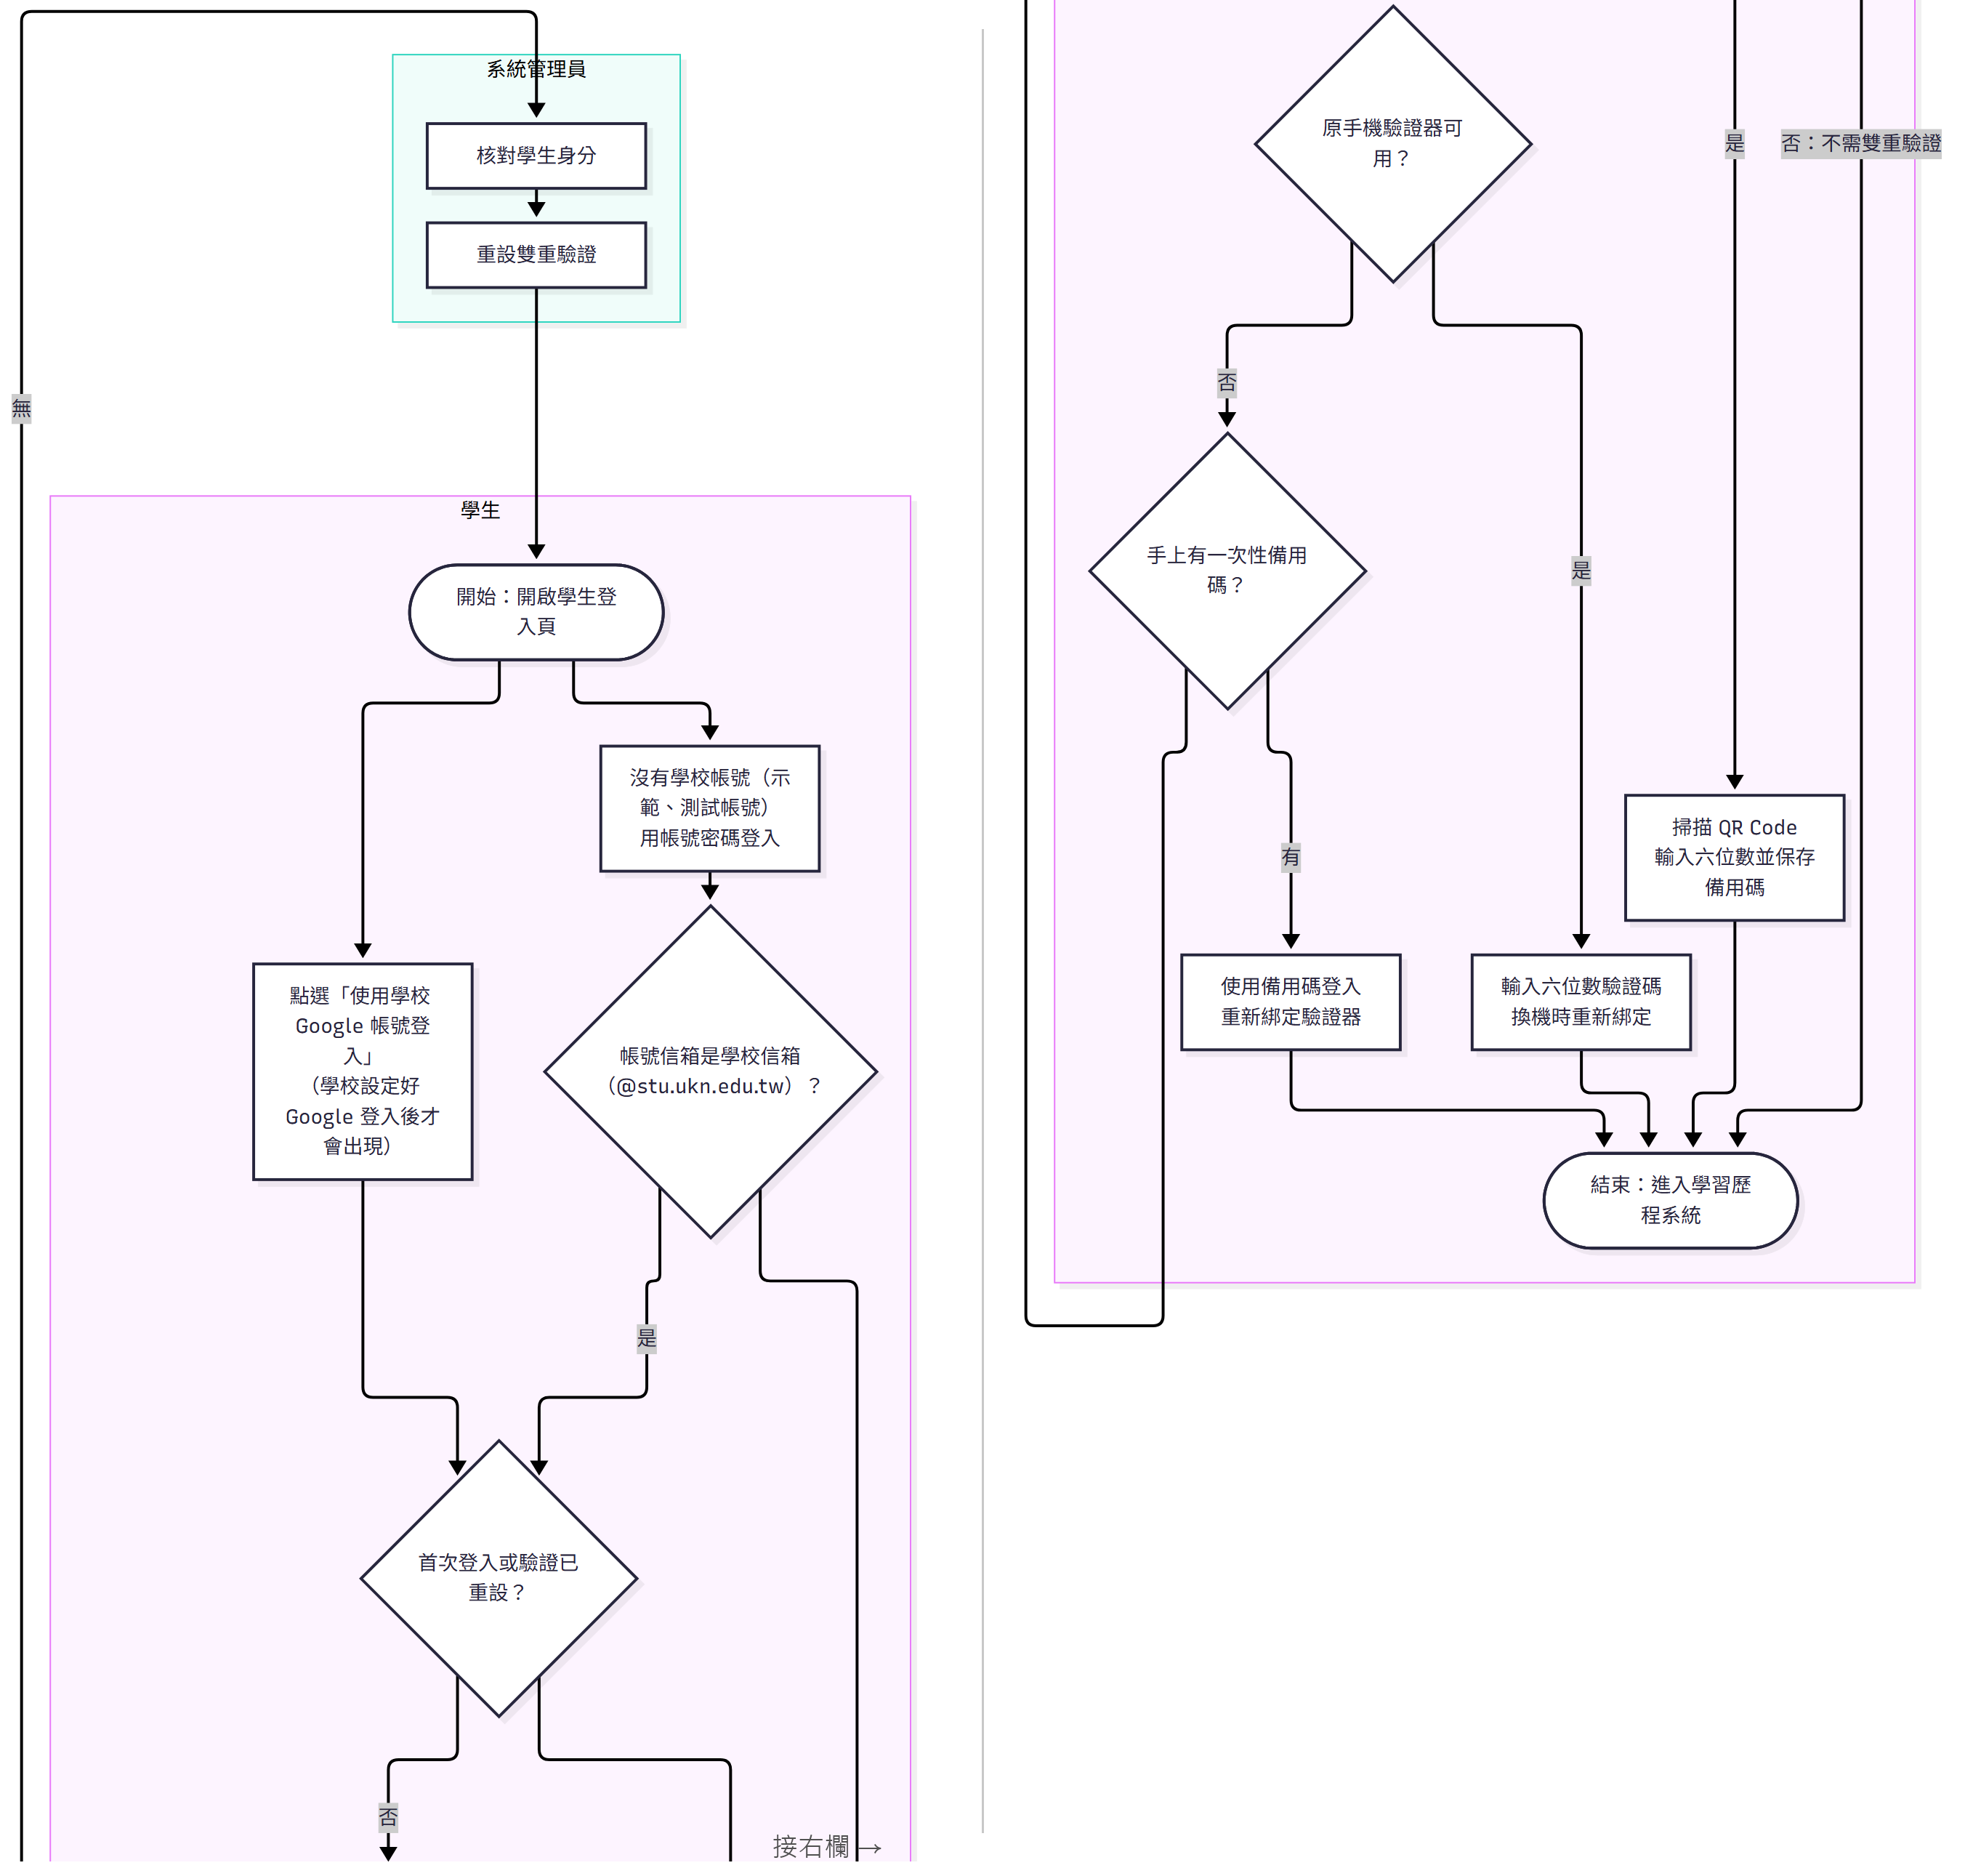 系統管理員
核對學生身分
重設雙重驗證
無
學生
開始：開啟學生登
入頁
沒有學校帳號（示
範、測試帳號）
用帳號密碼登入
點選「使用學校
Google 帳號登
入」
（學校設定好
Google 登入後才
會出現）
帳號信箱是學校信箱
（@stu.ukn.edu.tw）？
是
首次登入或驗證已
重設？
否
接右欄 →
原手機驗證器可
用？
是
否：不需雙重驗證
否
手上有一次性備用
碼？
是
有
掃描 QR Code
輸入六位數並保存
備用碼
使用備用碼登入
重新綁定驗證器
輸入六位數驗證碼
換機時重新綁定
結束：進入學習歷
程系統